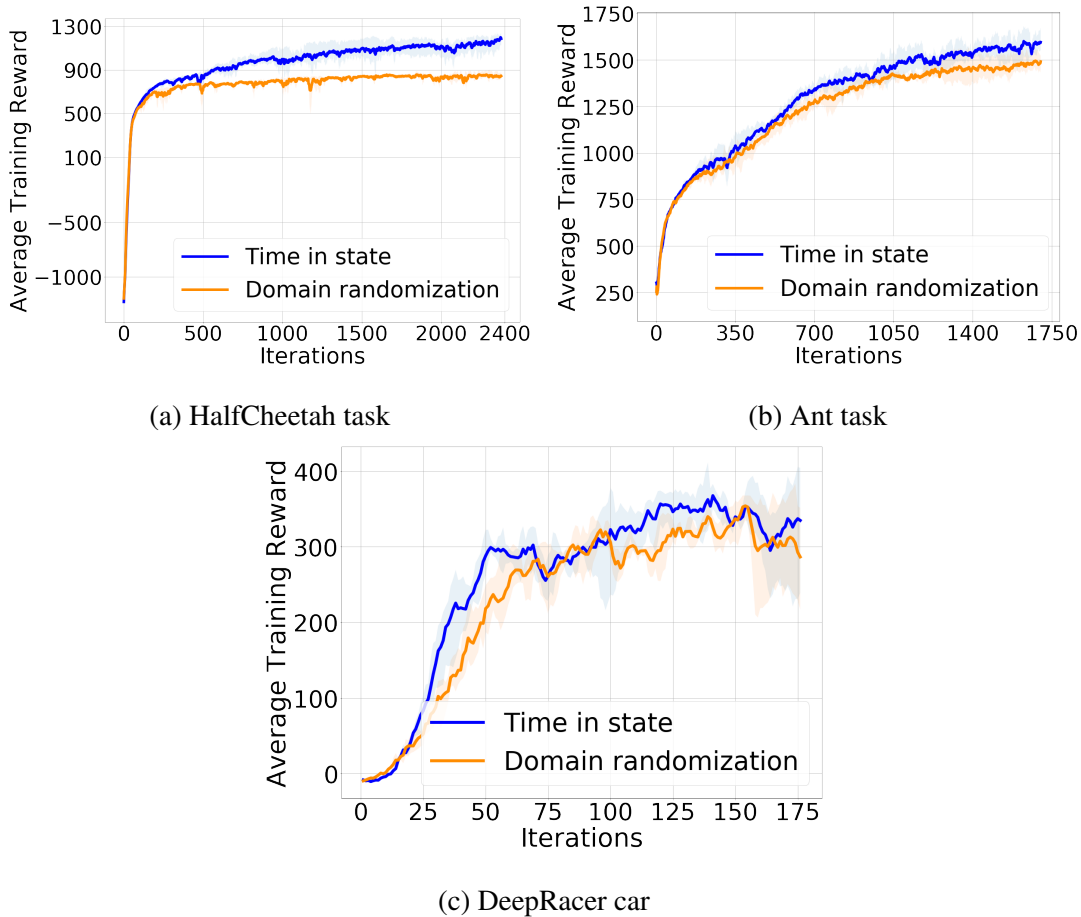 1300
900
500
100
−500
−1000
Average Training Reward
Time in state
Domain randomization
0 500 1000 1500 2000 2400
Iterations
(a) HalfCheetah task
1750
1500
1250
1000
750
500
250
Average Training Reward
Time in state
Domain randomization
0 350 700 1050 1400 1750
Iterations
(b) Ant task
400
300
200
100
0
Average Training Reward
Time in state
Domain randomization
0 25 50 75 100 125 150 175
Iterations
(c) DeepRacer car